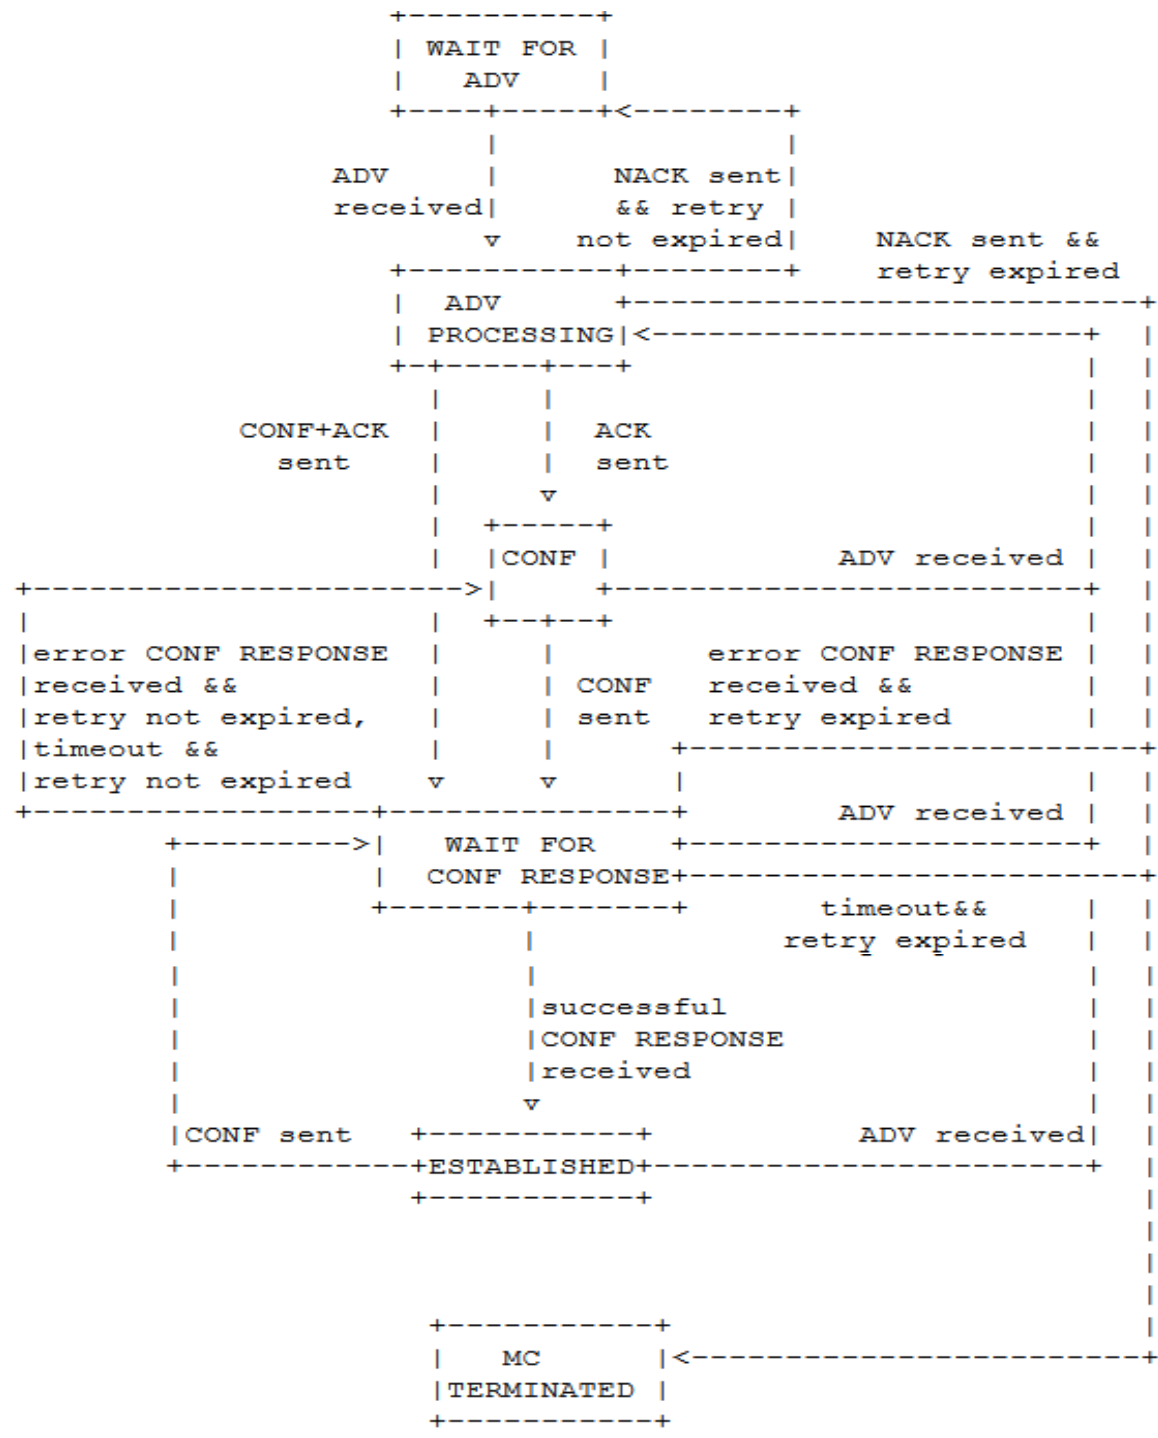 WAIT FOR
ADV
ADV
received
NACK sent
&& retry
not expired
NACK sent &&
retry expired
ADV
PROCESSING
CONF+ACK
sent
ACK
sent
CONF
ADV received
error CONF RESPONSE
received &&
retry not expired,
timeout &&
retry not expired
CONF
sent
error CONF RESPONSE
received &&
retry expired
ADV received
WAIT FOR
CONF RESPONSE
timeout&&
retry expired
successful
CONF RESPONSE
received
CONF sent
ADV received
ESTABLISHED
MC
TERMINATED